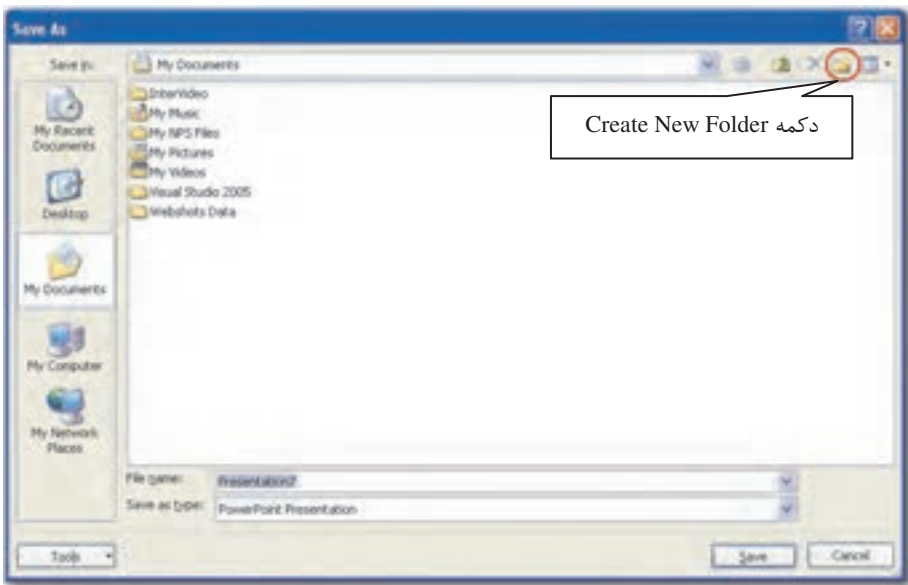 Save As
Save in:
My Documents
My Recent
Documents
Desktop
My Documents
My Computer
My Network
Places
InterVideo
My Music
My NPS Files
My Pictures
My Videos
Visual Studio 2005
Webshots Data
دکمه Create New Folder
File name:
Presentation2
Save as type:
PowerPoint Presentation
Tools
Save
Cancel